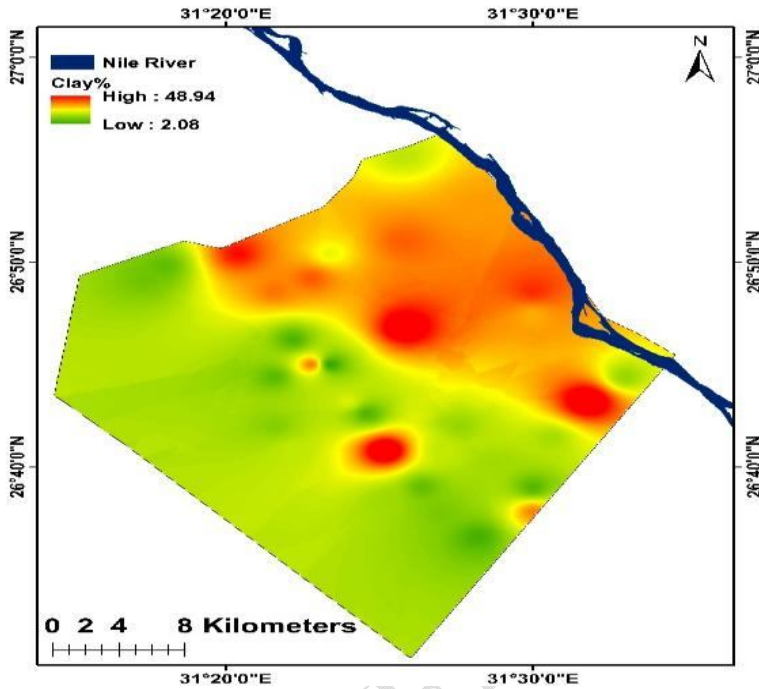 31°20'0"E 31°30'0"E
Nile River
Clay%
High : 48.94
Low : 2.08
N
27°0'0"N 27°0'0"N
26°50'0"N 26°50'0"N
26°40'0"N 26°40'0"N
0 2 4 8 Kilometers
31°20'0"E 31°30'0"E